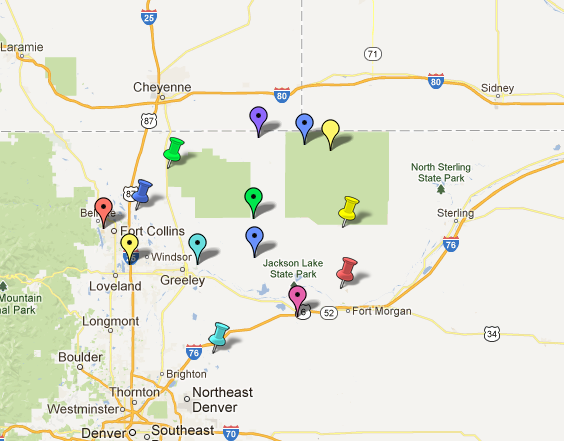 25
Laramie
71
Cheyenne
80
80
Sidney
87
North Sterling
State Park
87
Sterling
Fort Collins
76
Windsor
Jackson Lake
State Park
Greeley
Mountain
al Park
Loveland
6
52
Fort Morgan
Longmont
34
76
Boulder
Brighton
Thornton
Northeast
Denver
Westminster
Denver
Southeast
70